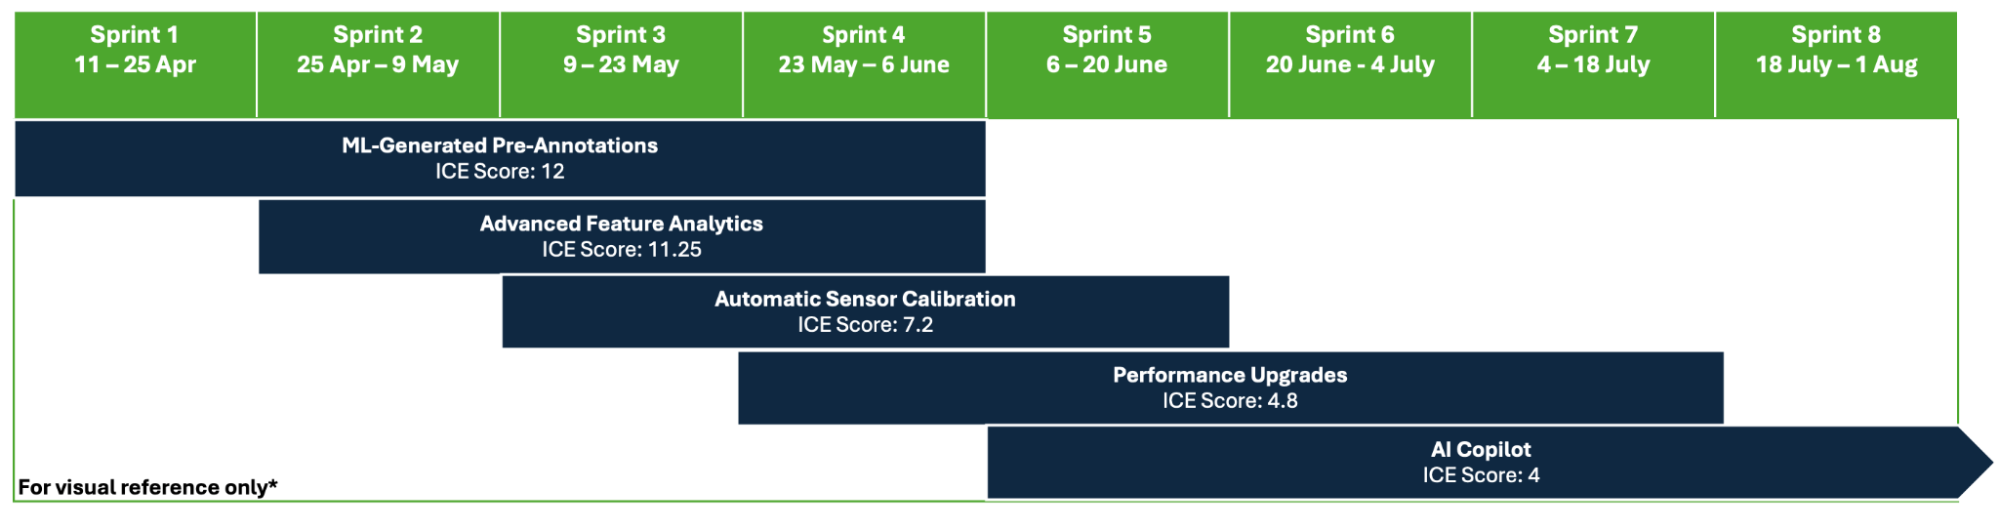 Sprint 1
11 – 25 Apr
Sprint 2
25 Apr – 9 May
Sprint 3
9 – 23 May
Sprint 4
23 May – 6 June
Sprint 5
6 – 20 June
Sprint 6
20 June - 4 July
Sprint 7
4 – 18 July
Sprint 8
18 July – 1 Aug
ML-Generated Pre-Annotations
ICE Score: 12
Advanced Feature Analytics
ICE Score: 11.25
Automatic Sensor Calibration
ICE Score: 7.2
Performance Upgrades
ICE Score: 4.8
AI Copilot
ICE Score: 4
For visual reference only*